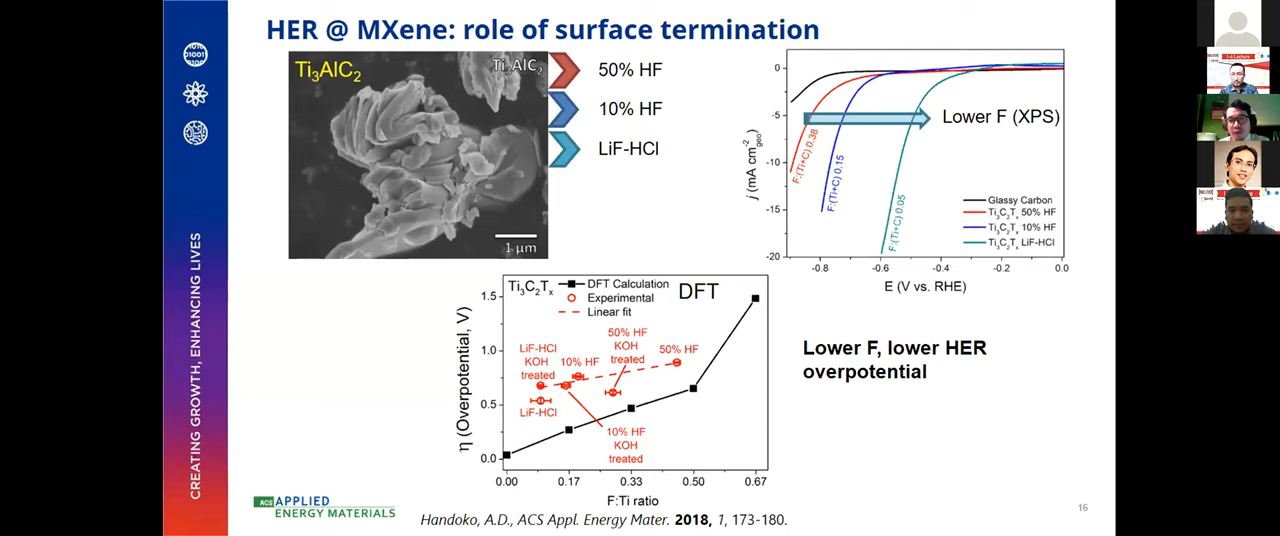 HER @ MXene: role of surface termination
Ti3AlC2
Ti3AlC2
1 μm
50% HF
10% HF
LiF-HCl
0
-5
-10
-15
-20
j (mA cm-2geo)
-0.8
-0.6
-0.4
-0.2
0.0
E (V vs. RHE)
Lower F (XPS)
F:(Ti+C) 0.38
F:(Ti+C) 0.15
F:(Ti+C) 0.05
Glassy Carbon
Ti3C2Tx 50% HF
Ti3C2Tx 10% HF
Ti3C2Tx LiF-HCl
Ti3C2Tx
DFT Calculation
Experimental
Linear fit
DFT
1.5
1.0
0.5
0.0
η (Overpotential, V)
LiF-HCl
KOH
treated
10% HF
50% HF
KOH
treated
50% HF
LiF-HCl
10% HF
KOH
treated
0.00
0.17
0.33
0.50
0.67
F:Ti ratio
Lower F, lower HER
overpotential
CREATING GROWTH, ENHANCING LIVES
ACS APPLIED
ENERGY MATERIALS
Handoko, A.D., ACS Appl. Energy Mater. 2018, 1, 173-180.
16